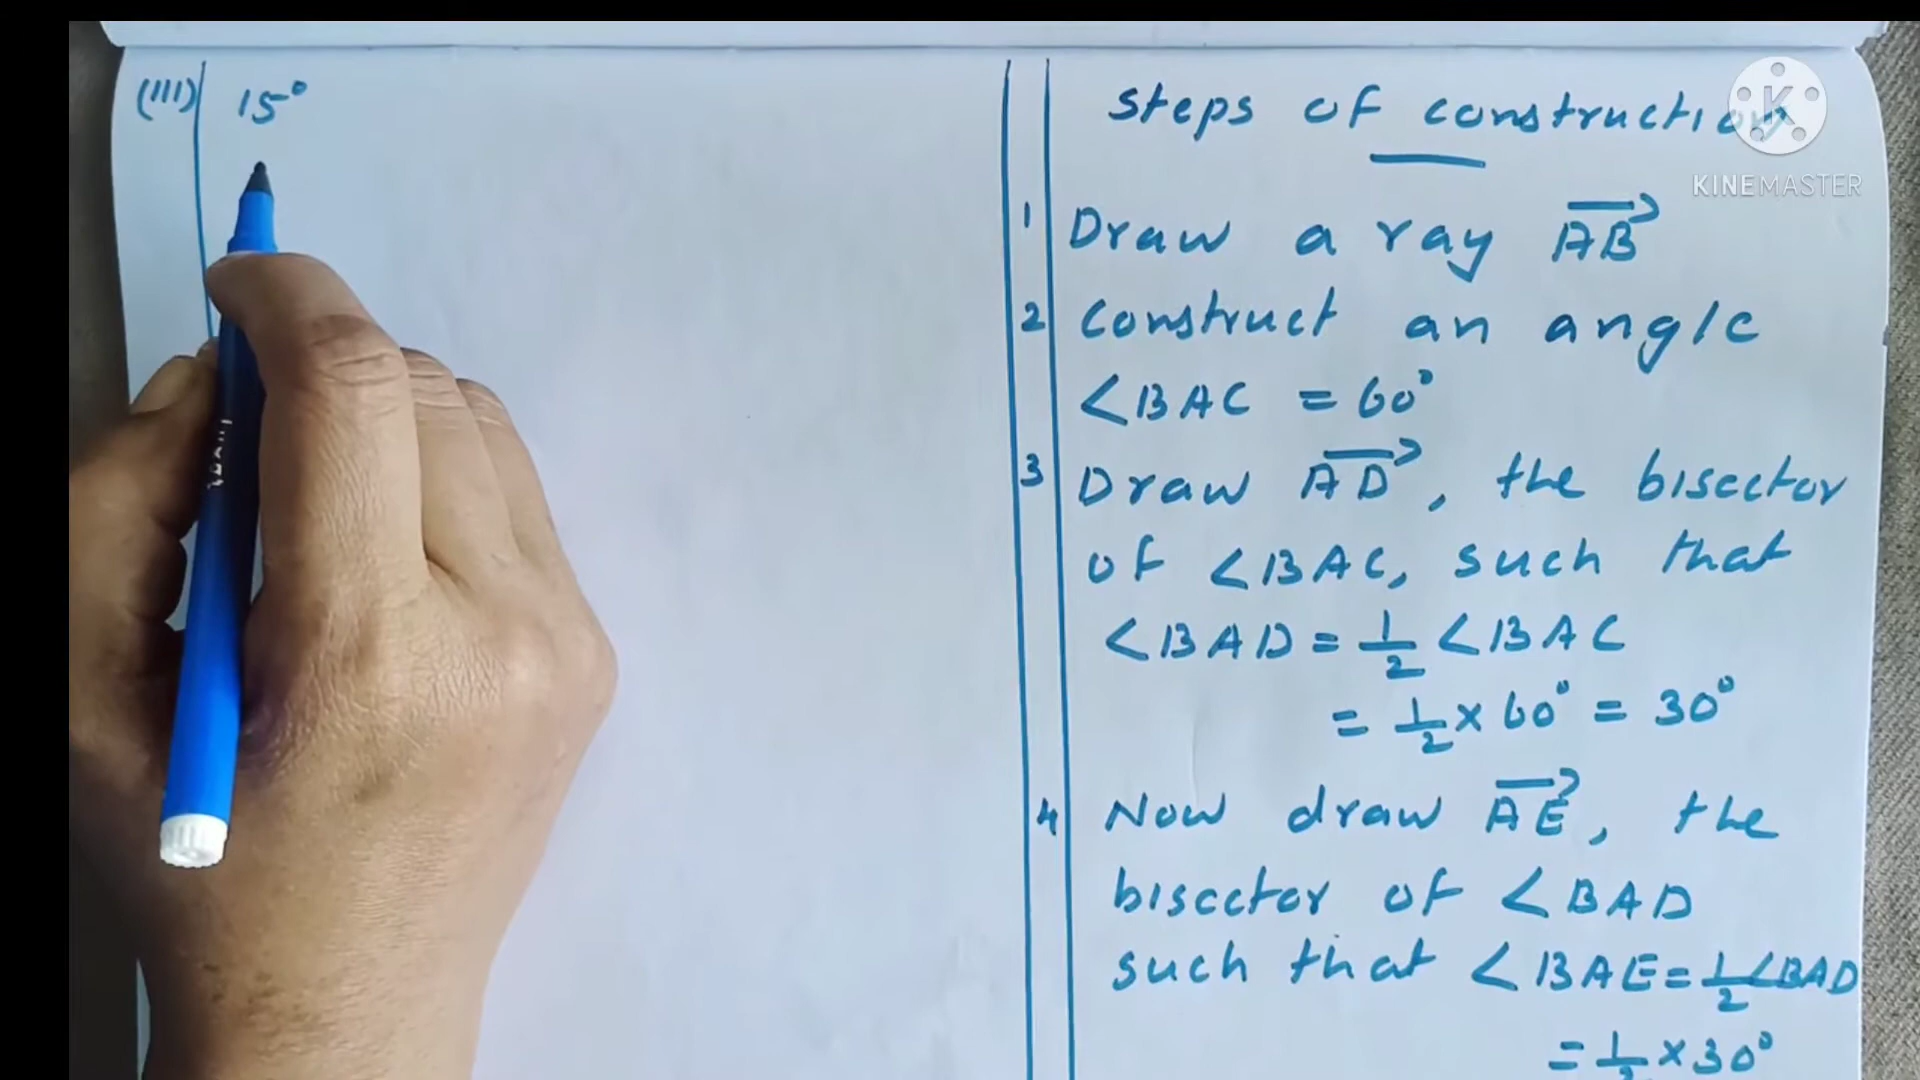 (III) 15°
steps of construction
KINEMASTER
1 Draw a ray AB
2 Construct an angle
∠BAC = 60°
3 Draw AD, the bisector
of ∠BAC, such that
∠BAD = 1/2 ∠BAC
= 1/2 × 60° = 30°
4 Now draw AE, the
bisector of ∠BAD
such that ∠BAE = 1/2 ∠BAD
= 1/2 × 30°